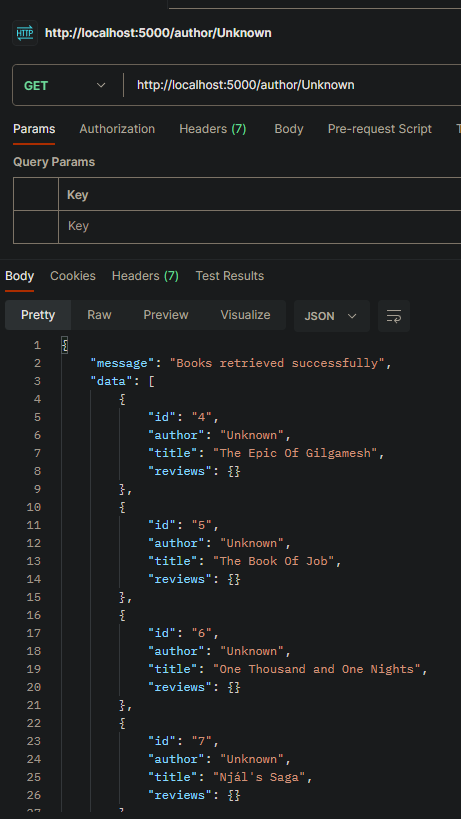 HTTP http://localhost:5000/author/Unknown
GET http://localhost:5000/author/Unknown
Params Authorization Headers (7) Body Pre-request Script
Query Params
Key
Key
Body Cookies Headers (7) Test Results
Pretty Raw Preview Visualize JSON
1 {
2 "message": "Books retrieved successfully",
3 "data": [
4 {
5 "id": "4",
6 "author": "Unknown",
7 "title": "The Epic Of Gilgamesh",
8 "reviews": {}
9 },
10 {
11 "id": "5",
12 "author": "Unknown",
13 "title": "The Book Of Job",
14 "reviews": {}
15 },
16 {
17 "id": "6",
18 "author": "Unknown",
19 "title": "One Thousand and One Nights",
20 "reviews": {}
21 },
22 {
23 "id": "7",
24 "author": "Unknown",
25 "title": "Njál's Saga",
26 "reviews": {}